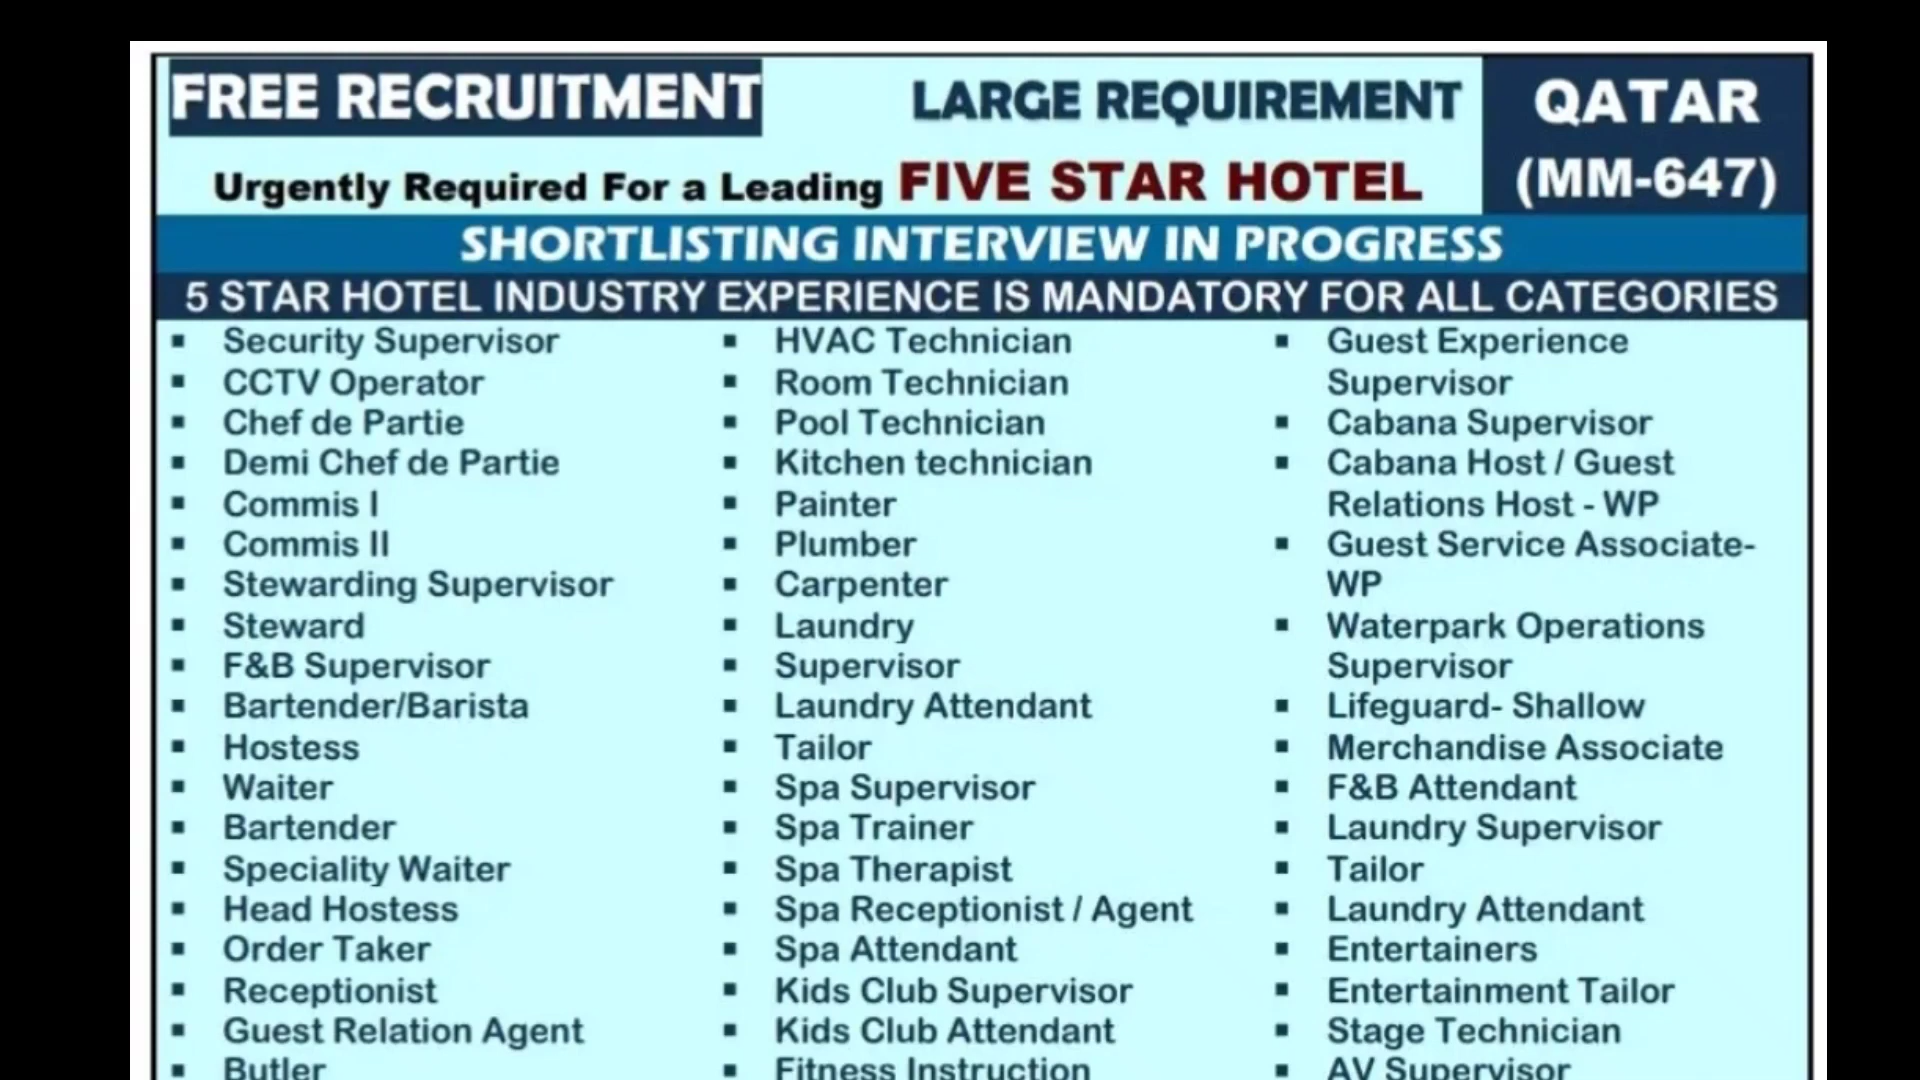 FREE RECRUITMENT
LARGE REQUIREMENT
QATAR
(MM-647)
Urgently Required For a Leading FIVE STAR HOTEL
SHORTLISTING INTERVIEW IN PROGRESS
5 STAR HOTEL INDUSTRY EXPERIENCE IS MANDATORY FOR ALL CATEGORIES
▪ Security Supervisor
▪ CCTV Operator
▪ Chef de Partie
▪ Demi Chef de Partie
▪ Commis I
▪ Commis II
▪ Stewarding Supervisor
▪ Steward
▪ F&B Supervisor
▪ Bartender/Barista
▪ Hostess
▪ Waiter
▪ Bartender
▪ Speciality Waiter
▪ Head Hostess
▪ Order Taker
▪ Receptionist
▪ Guest Relation Agent
▪ Butler
▪ HVAC Technician
▪ Room Technician
▪ Pool Technician
▪ Kitchen technician
▪ Painter
▪ Plumber
▪ Carpenter
▪ Laundry
▪ Supervisor
▪ Laundry Attendant
▪ Tailor
▪ Spa Supervisor
▪ Spa Trainer
▪ Spa Therapist
▪ Spa Receptionist / Agent
▪ Spa Attendant
▪ Kids Club Supervisor
▪ Kids Club Attendant
▪ Fitness Instruction
▪ Guest Experience
Supervisor
▪ Cabana Supervisor
▪ Cabana Host / Guest
Relations Host - WP
▪ Guest Service Associate-
WP
▪ Waterpark Operations
Supervisor
▪ Lifeguard- Shallow
▪ Merchandise Associate
▪ F&B Attendant
▪ Laundry Supervisor
▪ Tailor
▪ Laundry Attendant
▪ Entertainers
▪ Entertainment Tailor
▪ Stage Technician
▪ AV Supervisor